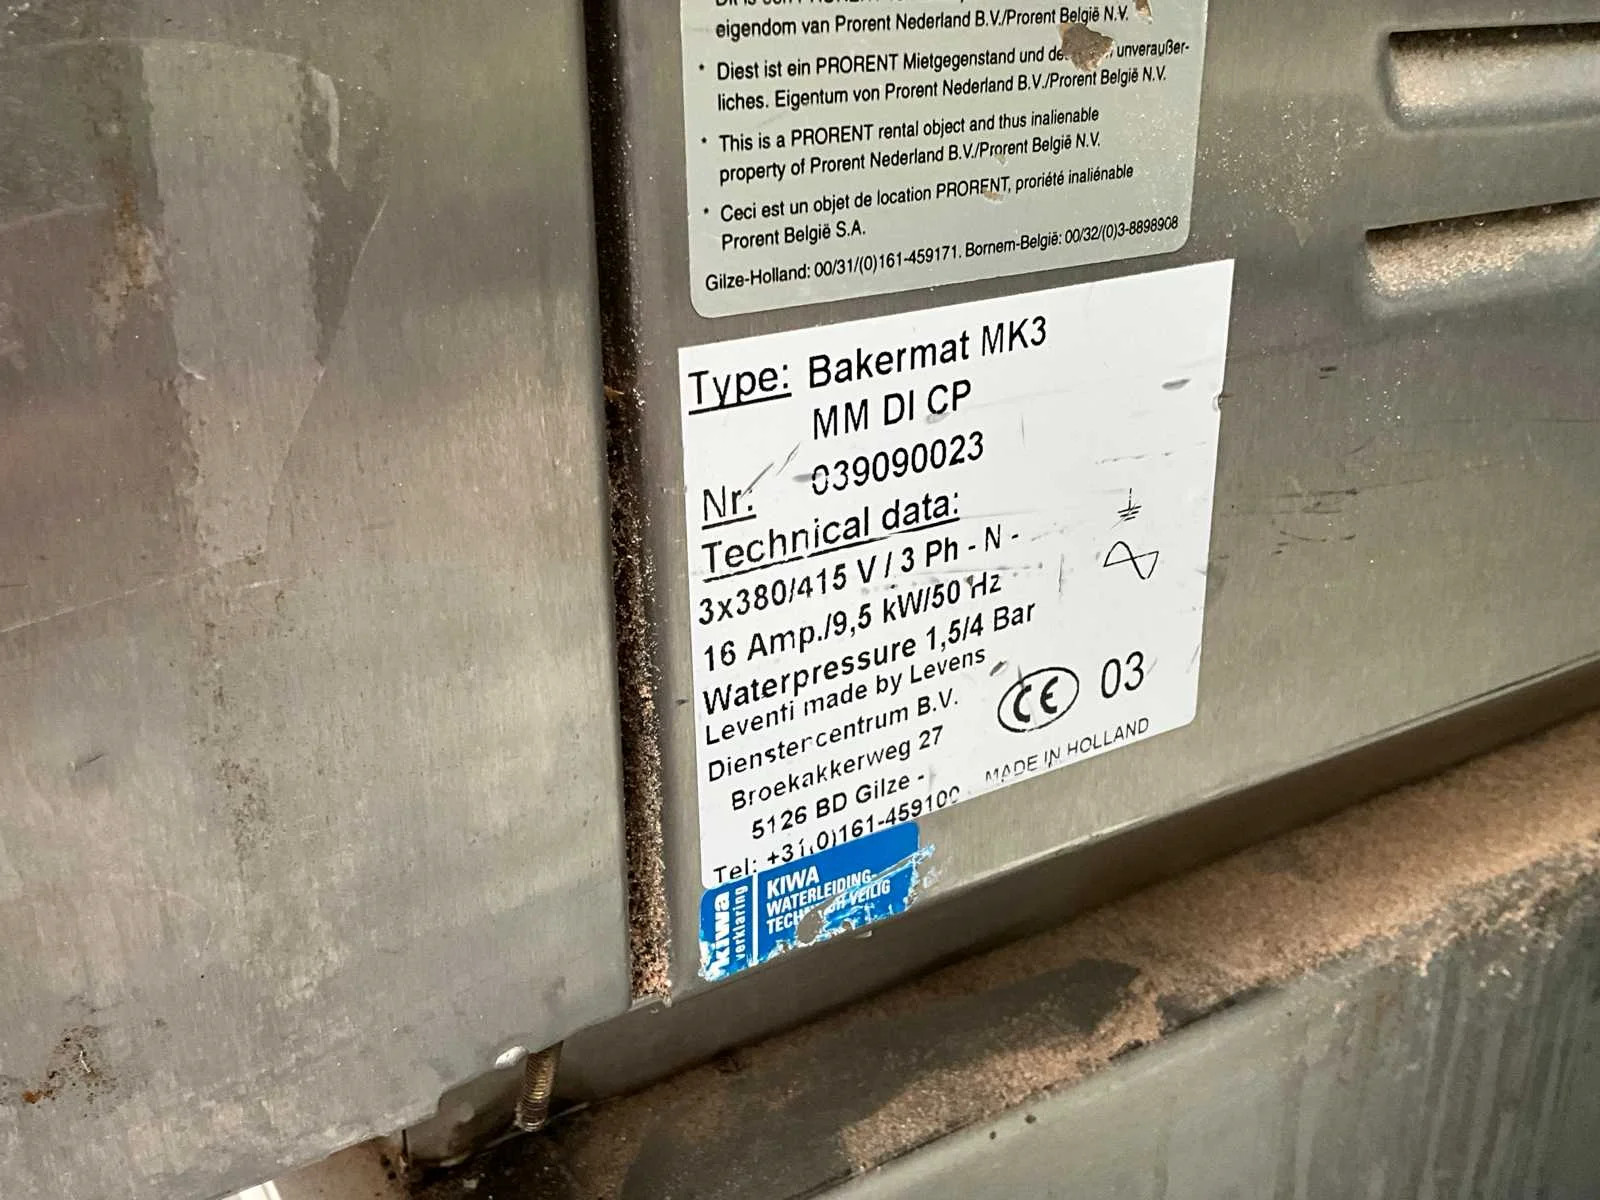 eigendom van Prorent Nederland B.V./Prorent België N.V.
* Diest ist ein PRORENT Mietgegenstand und unveraußer-
liches. Eigentum von Prorent Nederland B.V./Prorent België N.V.
* This is a PRORENT rental object and thus inalienable
property of Prorent Nederland B.V./Prorent België N.V.
* Ceci est un objet de location PRORENT, proriété inaliénable
Prorent België S.A.
Gilze-Holland: 00/31/(0)161-459171. Bornem-België: 00/32/(0)3-8898908
Type: Bakermat MK3
MM DI CP
Nr. 039090023
Technical data:
3x380/415 V / 3 Ph - N -
16 Amp./9,5 kW/50 Hz
Waterpressure 1,5/4 Bar
Leventi made by Levens
Dienstercentrum B.V.
Broekakkerweg 27
5126 BD Gilze -
Tel: +31(0)161-459100
CE 03
MADE IN HOLLAND
kiwa
verklaring
KIWA
WATERLEIDING-
VEILIG